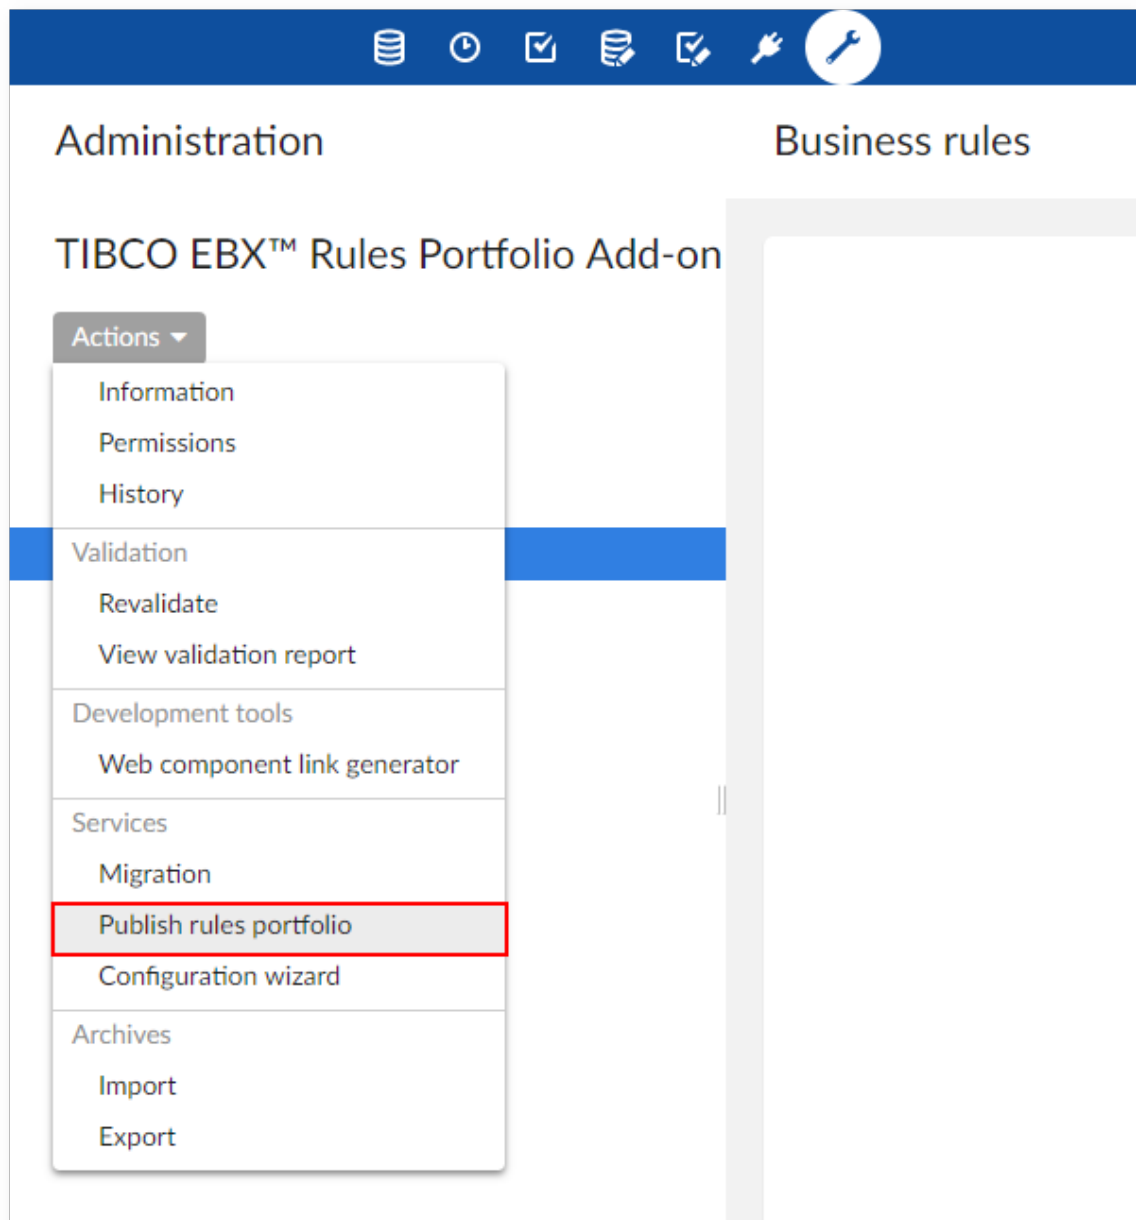 Administration
Business rules
TIBCO EBX™ Rules Portfolio Add-on
Actions
Information
Permissions
History
Validation
Revalidate
View validation report
Development tools
Web component link generator
Services
Migration
Publish rules portfolio
Configuration wizard
Archives
Import
Export